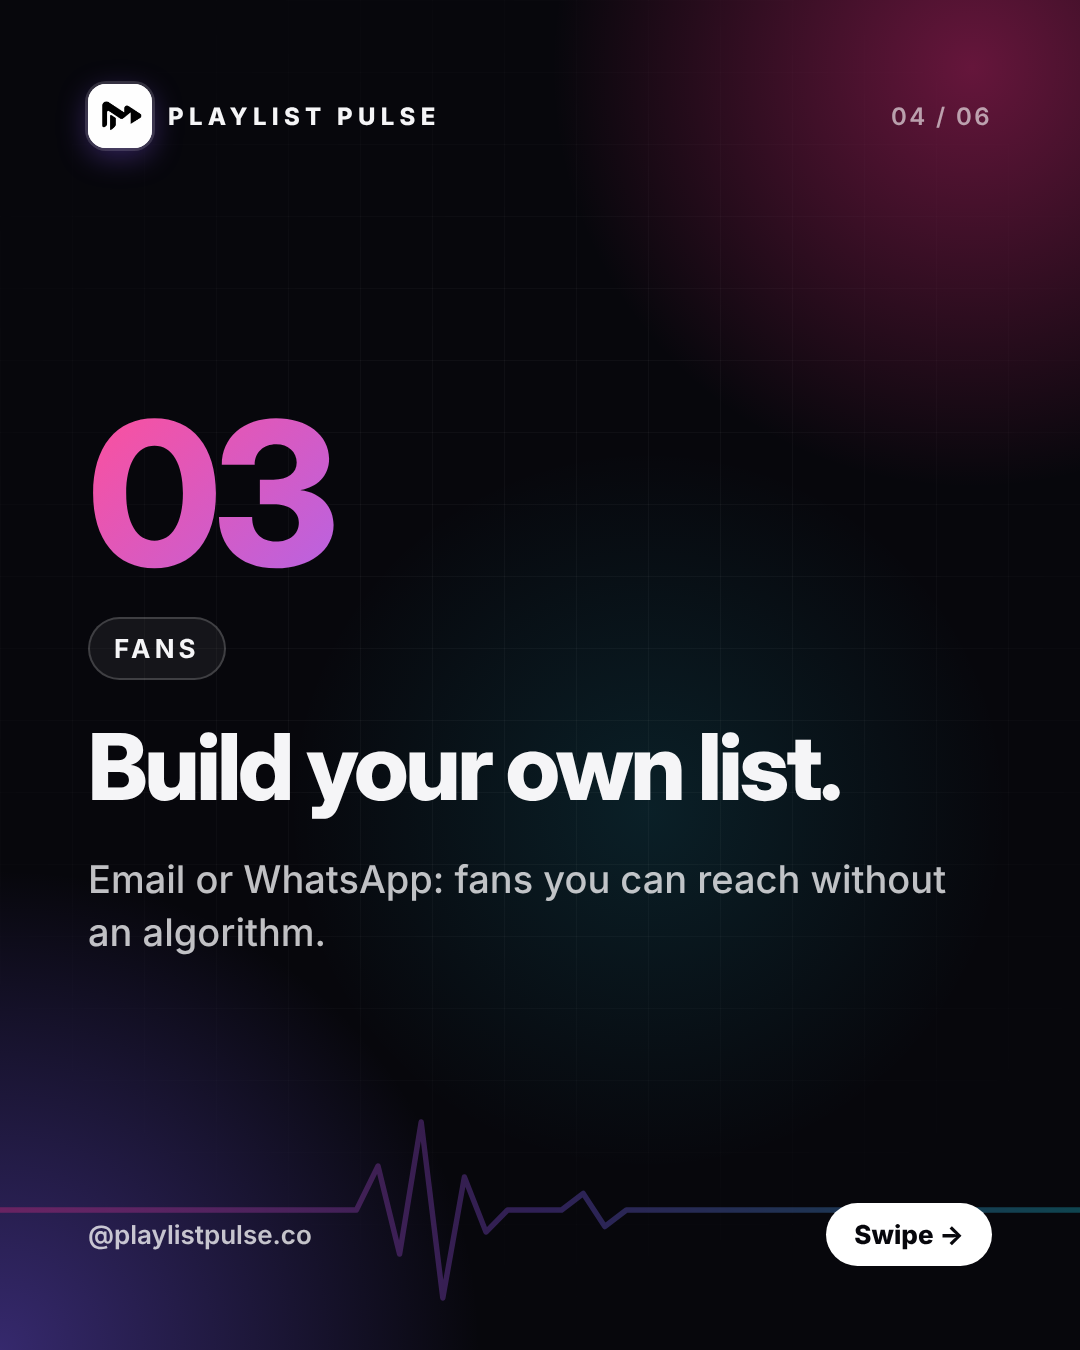 PLAYLIST PULSE
04 / 06
03
FANS
Build your own list.
Email or WhatsApp: fans you can reach without
an algorithm.
@playlistpulse.co
Swipe →